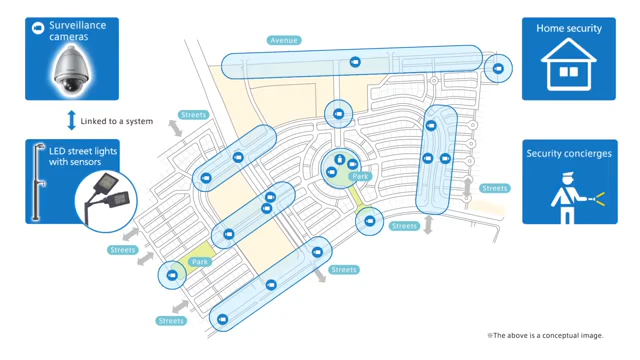 Surveillance
cameras
Linked to a system
LED street lights
with sensors
Avenue
Streets
Park
Streets
Streets
Streets
Park
Streets
Streets
Home security
Security concierges
※The above is a conceptual image.